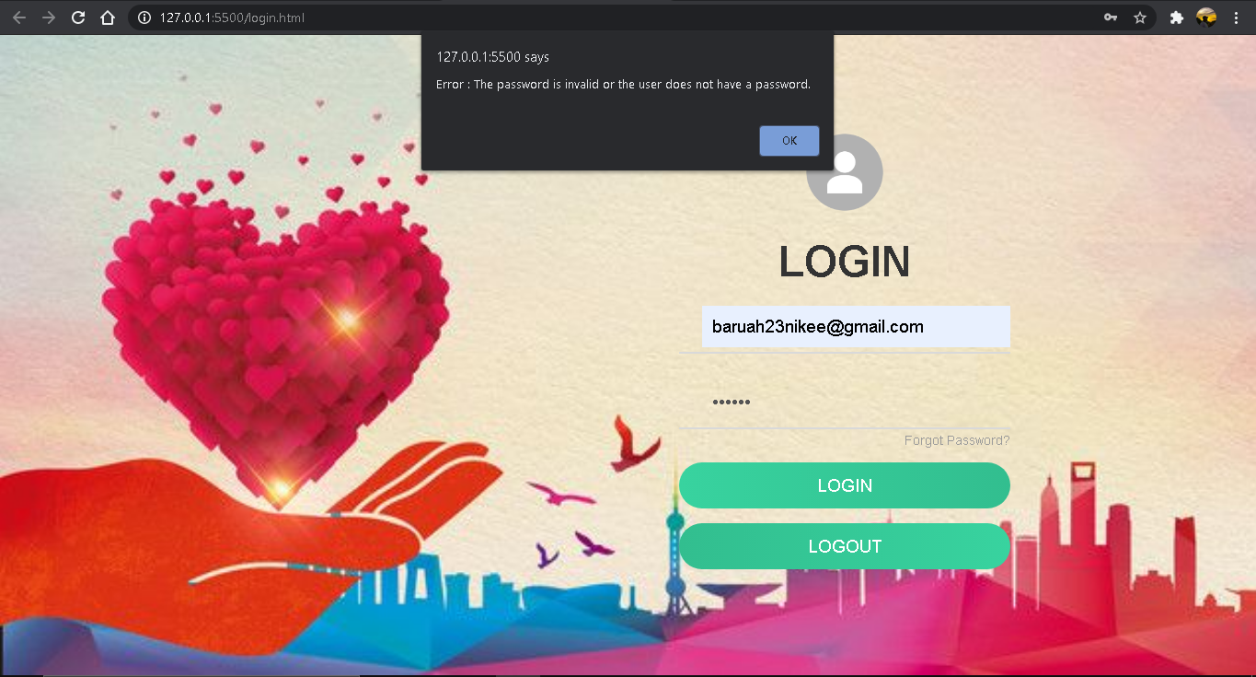 127.0.0.1:5500/login.html
127.0.0.1:5500 says
Error : The password is invalid or the user does not have a password.
OK
LOGIN
baruah23nikee@gmail.com
••••••
Forgot Password?
LOGIN
LOGOUT